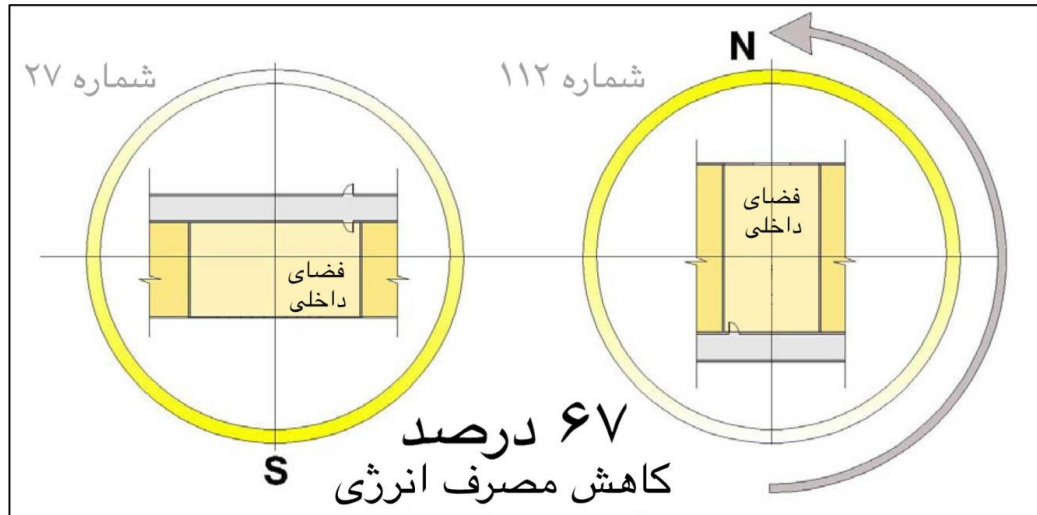 N
شماره ۱۱۲
شماره ۲۷
فضای
داخلی
فضای
داخلی
۶۷ درصد
کاهش مصرف انرژی
S